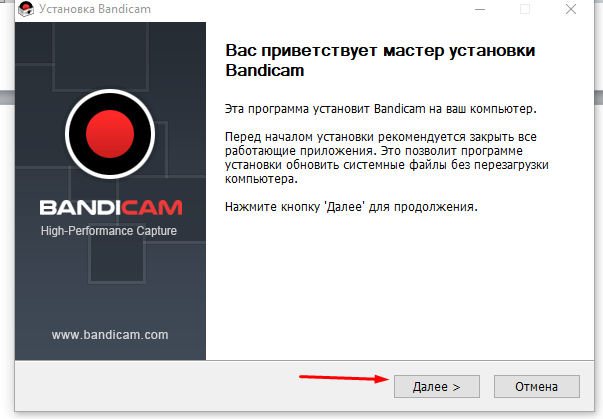 Установка Bandicam
Вас приветствует мастер установки
Bandicam
Эта программа установит Bandicam на ваш компьютер.
Перед началом установки рекомендуется закрыть все
работающие приложения. Это позволит программе
установки обновить системные файлы без перезагрузки
компьютера.
Нажмите кнопку 'Далее' для продолжения.
BANDICAM
High-Performance Capture
www.bandicam.com
Далее >
Отмена